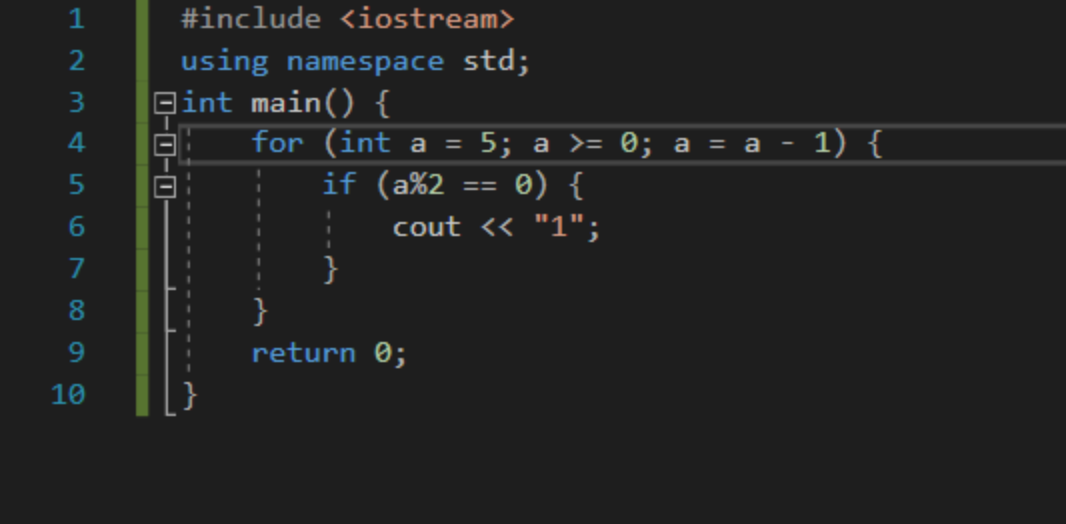 1 #include <iostream>
2 using namespace std;
3 int main() {
4 for (int a = 5; a >= 0; a = a - 1) {
5 if (a%2 == 0) {
6 cout << "1";
7 }
8 }
9 return 0;
10 }